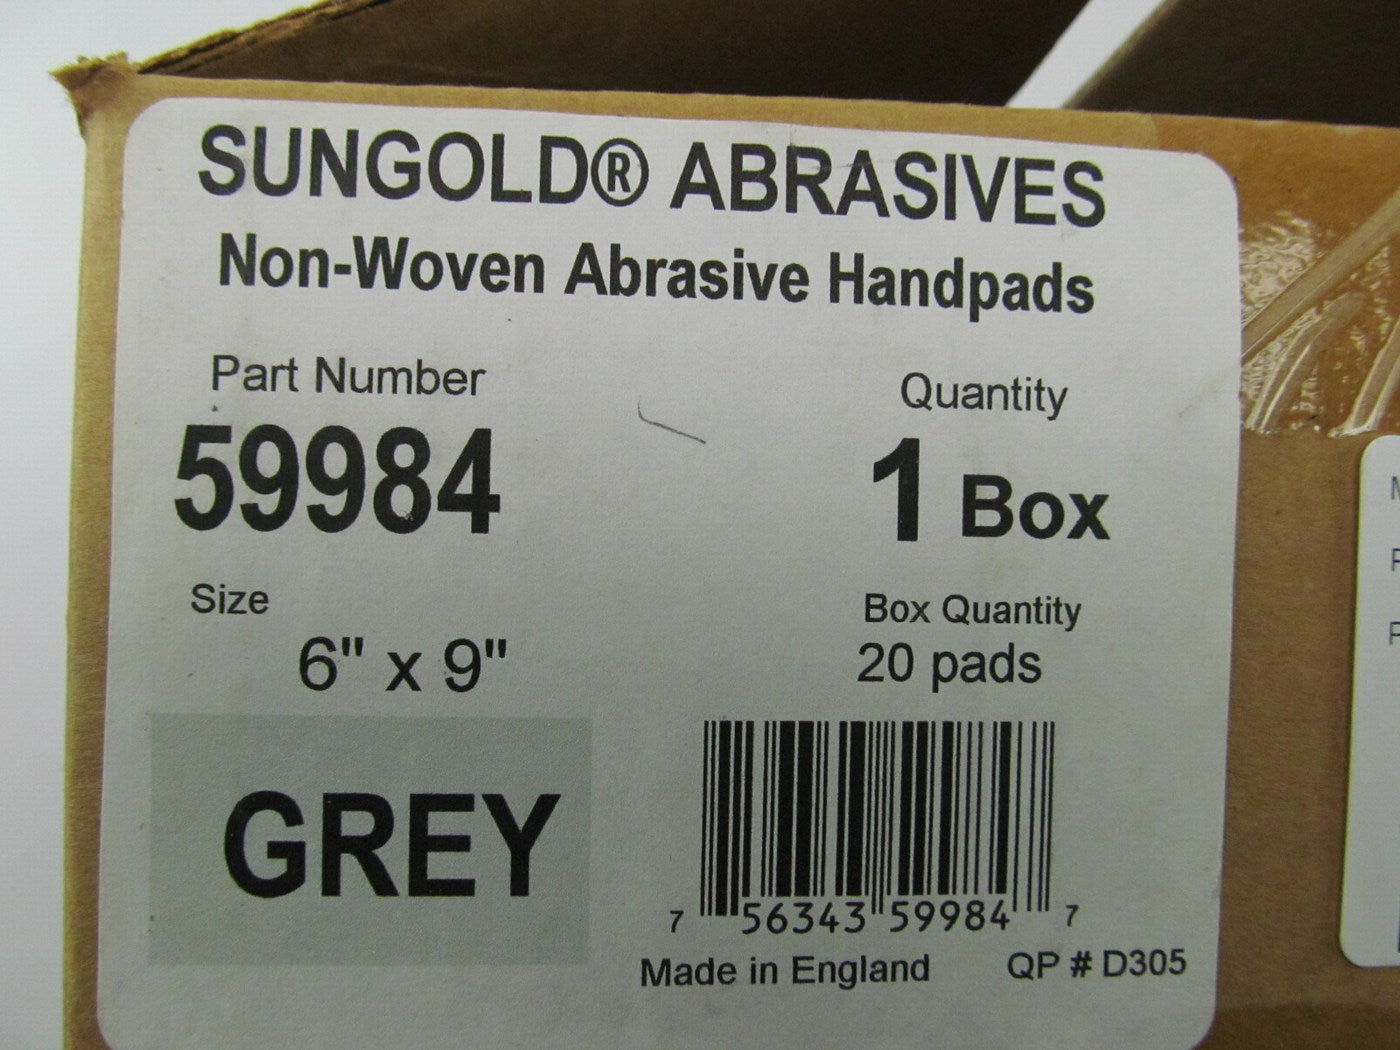 SUNGOLD® ABRASIVES
Non-Woven Abrasive Handpads
Part Number
59984
Quantity
1 Box
Size
6" x 9"
Box Quantity
20 pads
GREY
7 56343 59984 7
Made in England
QP # D305